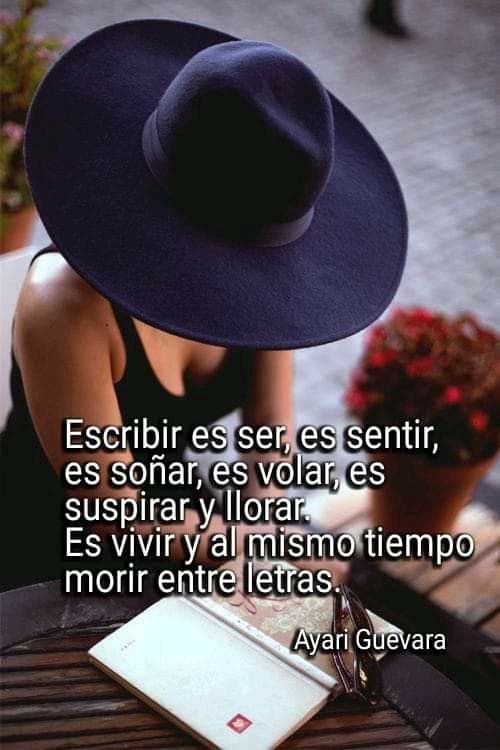 Escribir es ser, es sentir,
es soñar, es volar, es
suspirar y llorar.
Es vivir y al mismo tiempo
morir entre letras.
Ayari Guevara